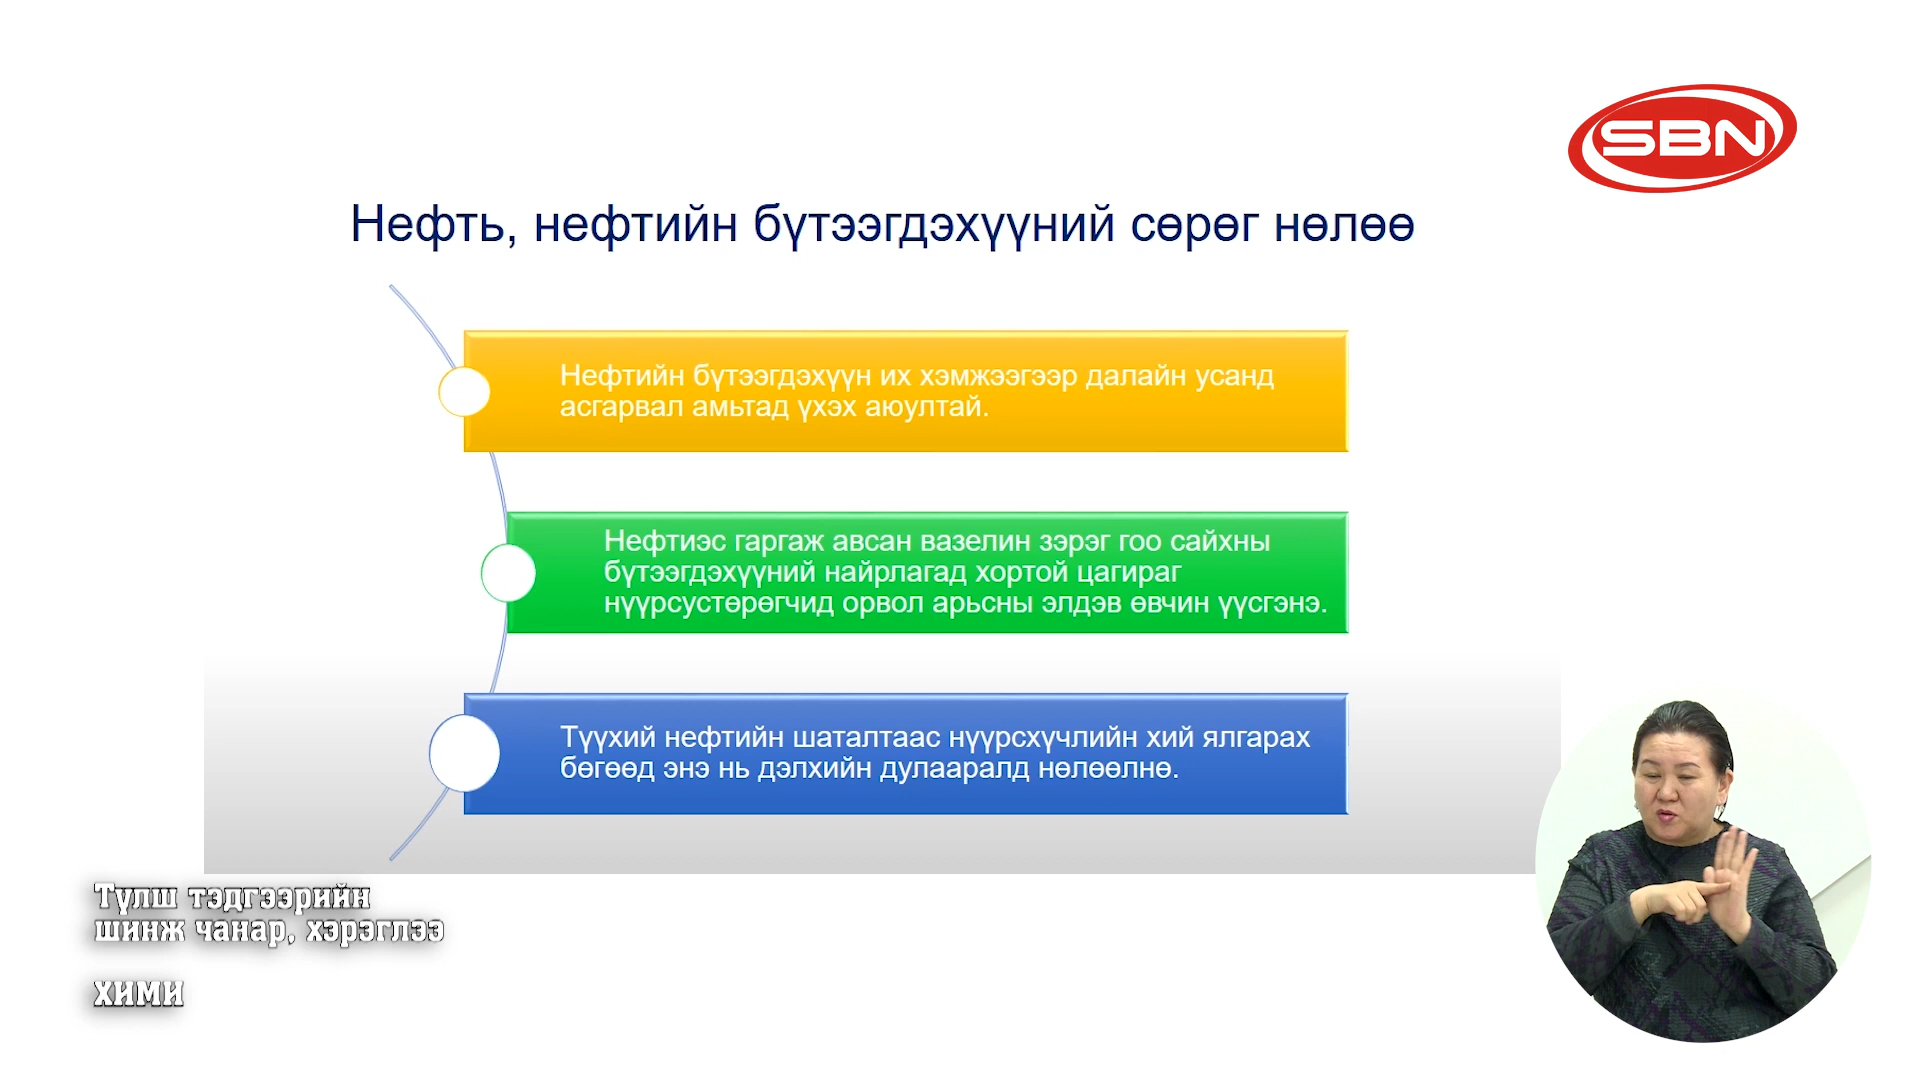 SBN
Нефть, нефтийн бүтээгдэхүүний сөрөг нөлөө
Нефтийн бүтээгдэхүүн их хэмжээгээр далайн усанд
асгарвал амьтад үхэх аюултай.
Нефтиэс гаргаж авсан вазелин зэрэг гоо сайхны
бүтээгдэхүүний найрлагад хортой цагираг
нүүрсустөрөгчид орвол арьсны элдэв өвчин үүсгэнэ.
Түүхий нефтийн шаталтаас нүүрсхүчлийн хий ялгарах
бөгөөд энэ нь дэлхийн дулааралд нөлөөлнө.
Түлш тэдгээрийн
шинж чанар, хэрэглээ
ХИМИ